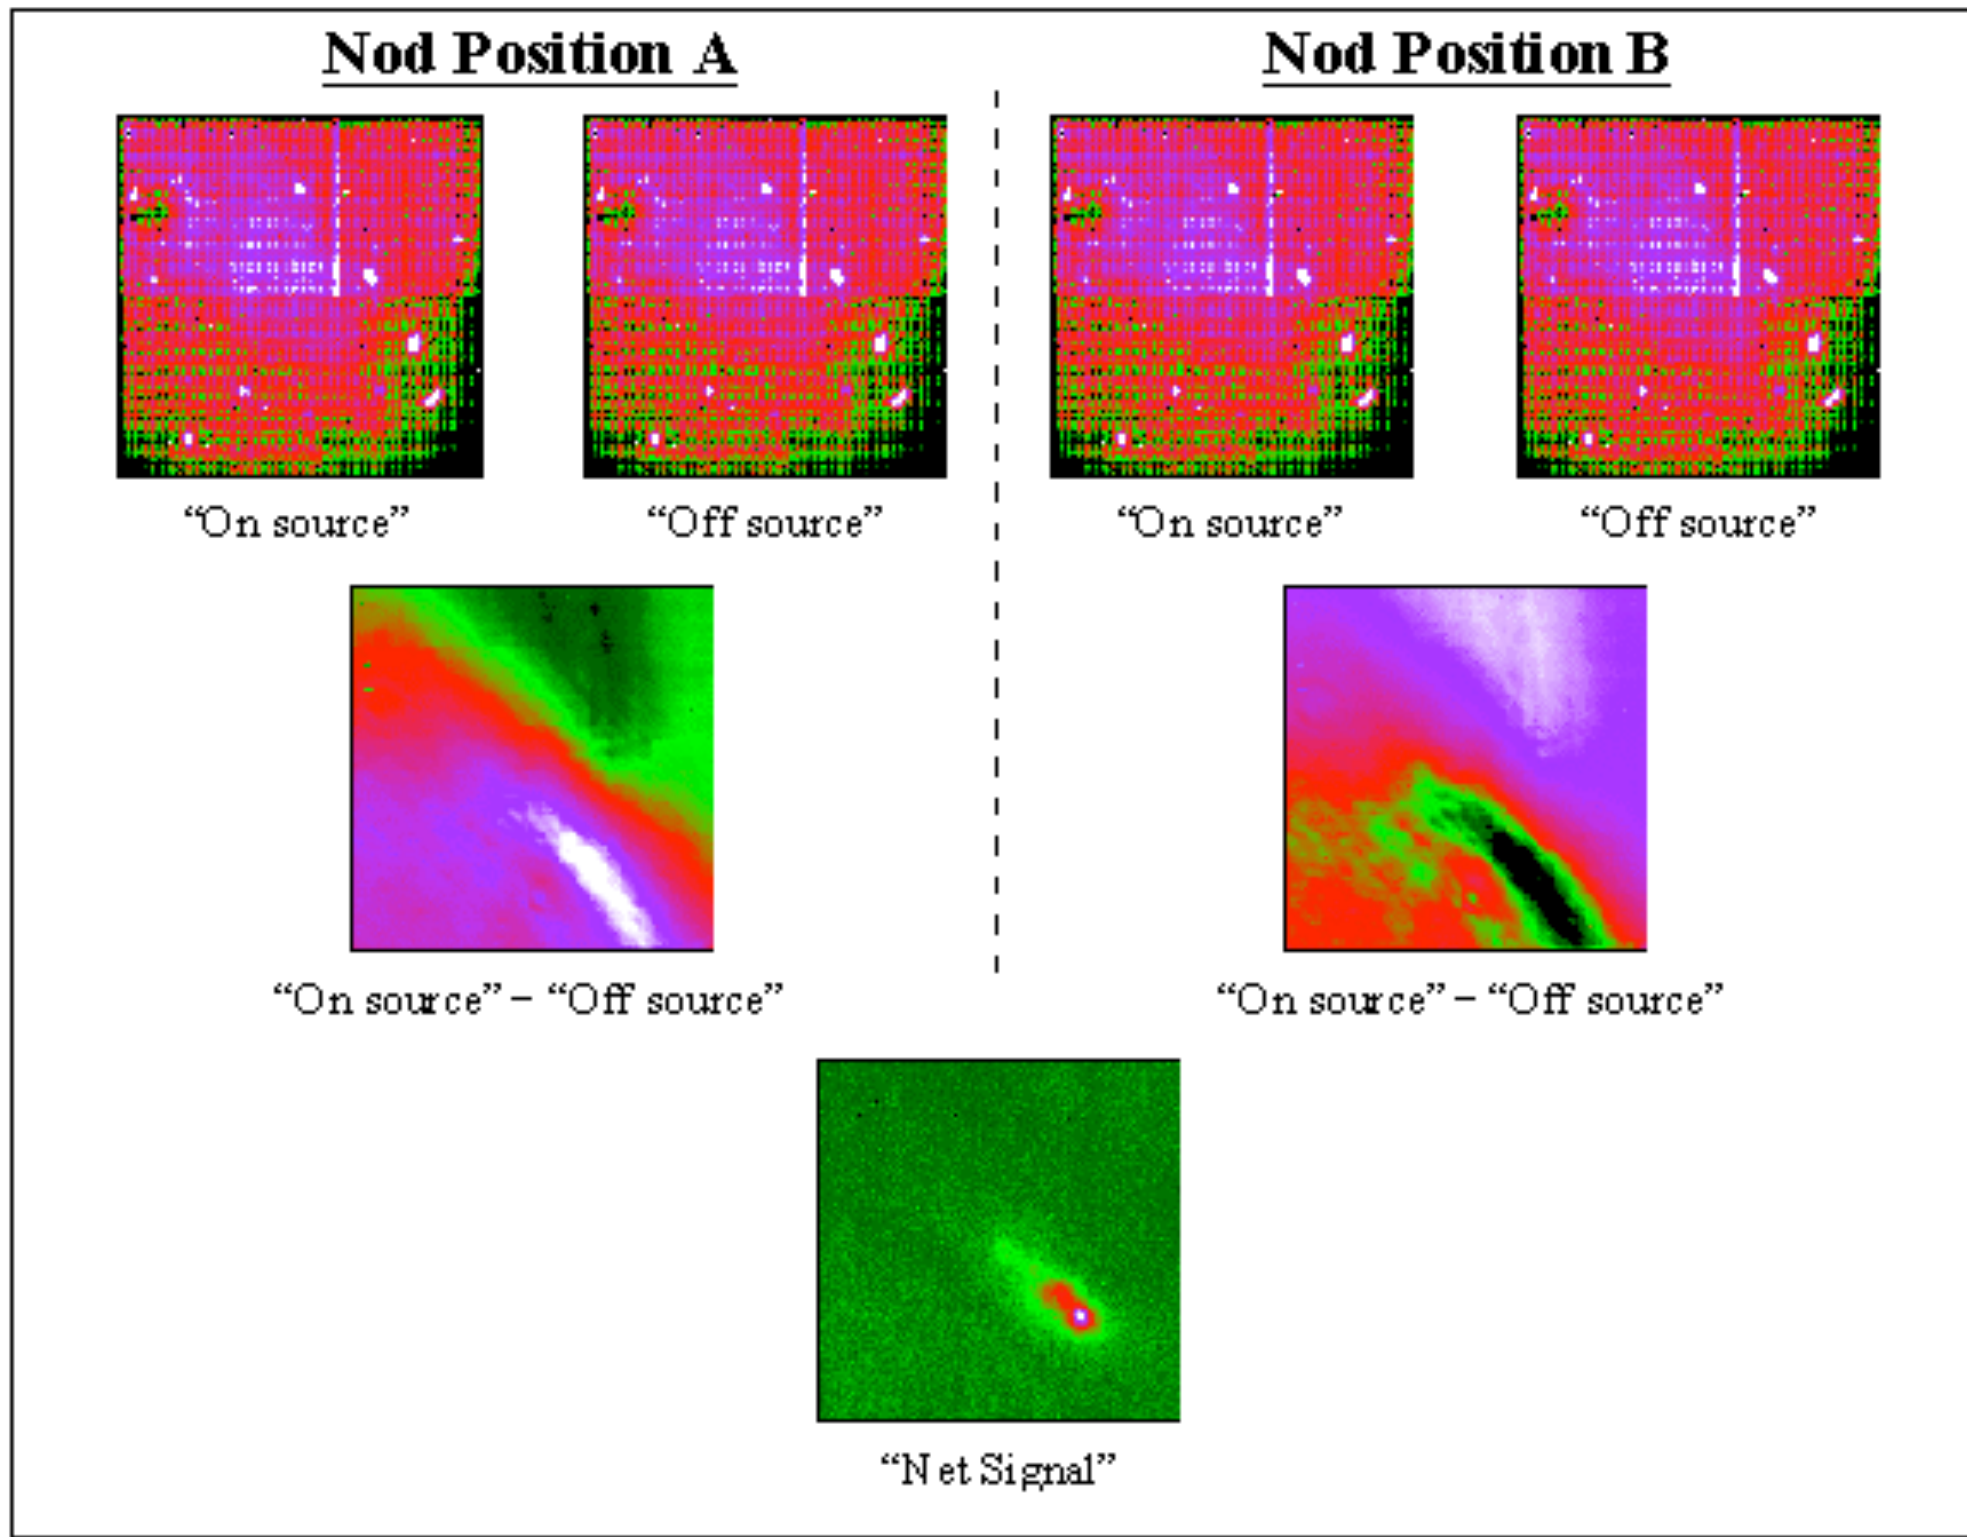 Nod Position A
Nod Position B
“On source”
“Off source”
“On source”
“Off source”
“On source” – “Off source”
“On source” – “Off source”
“Net Signal”